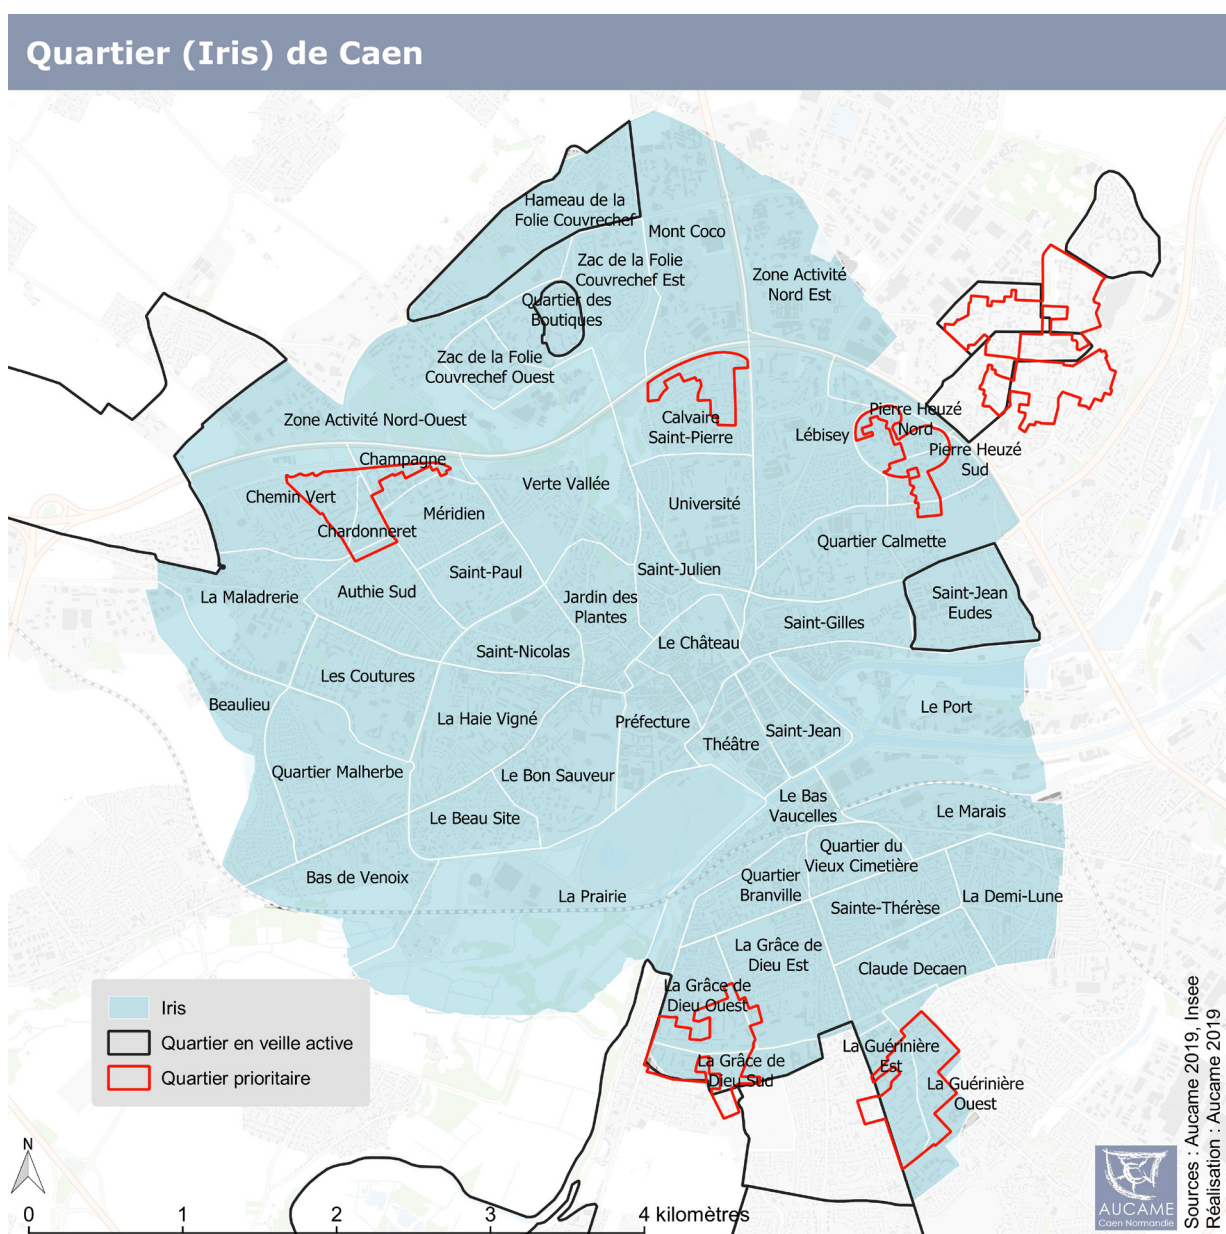 Quartier (Iris) de Caen
Hameau de la
Folie Couvrechef
Mont Coco
Zac de la Folie
Couvrechef Est
Zone Activité
Nord Est
Quartier des
Boutiques
Zac de la Folie
Couvrechef Ouest
Zone Activité Nord-Ouest
Calvaire
Saint-Pierre
Lébisey
Pierre Heuzé
Nord
Pierre Heuzé
Sud
Champagne
Chemin Vert
Verte Vallée
Université
Méridien
Chardonneret
Quartier Calmette
Saint-Paul
Saint-Julien
La Maladrerie
Authie Sud
Jardin des
Plantes
Saint-Jean
Eudes
Saint-Gilles
Le Château
Saint-Nicolas
Les Coutures
Beaulieu
Le Port
La Haie Vigné
Préfecture
Saint-Jean
Théâtre
Quartier Malherbe
Le Bon Sauveur
Le Bas
Vaucelles
Le Marais
Le Beau Site
Quartier du
Vieux Cimetière
Bas de Venoix
Quartier
Branville
La Prairie
La Demi-Lune
Sainte-Thérèse
La Grâce de
Dieu Est
Claude Decaen
La Grâce de
Dieu Ouest
La Guérinière
Est
La Grâce de
Dieu Sud
La Guérinière
Ouest
Iris
Quartier en veille active
Quartier prioritaire
N
0 1 2 3 4 kilomètres
AUCAME
Caen Normandie
Sources : Aucame 2019, Insee
Réalisation : Aucame 2019